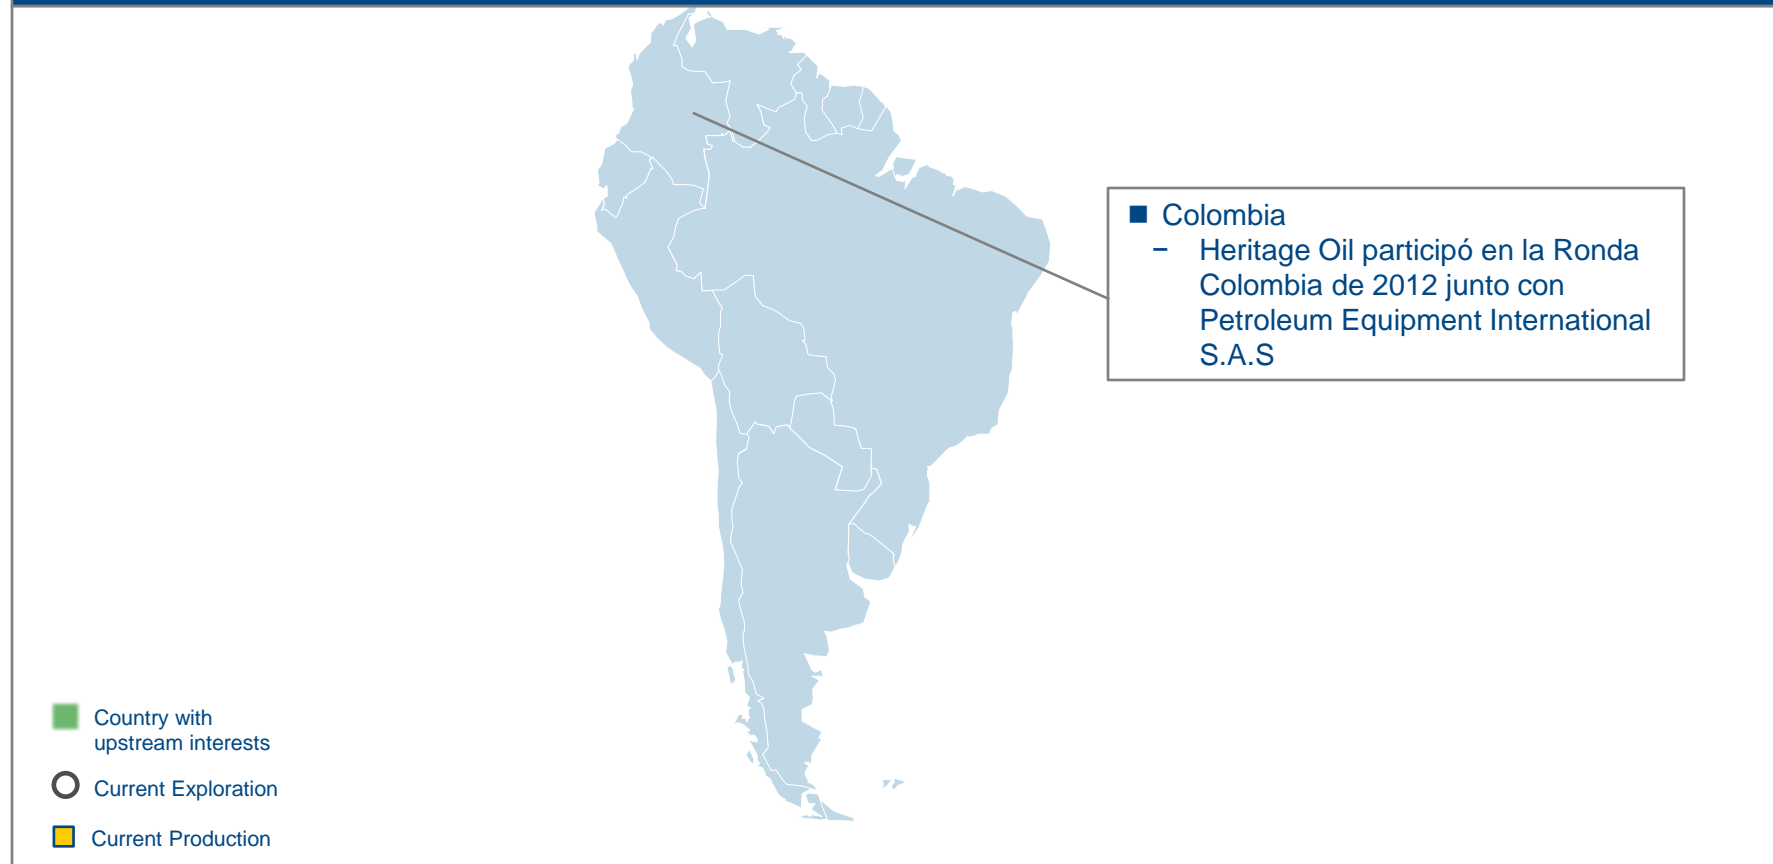 ■ Colombia
– Heritage Oil participó en la Ronda
Colombia de 2012 junto con
Petroleum Equipment International
S.A.S
Country with
upstream interests
Current Exploration
Current Production